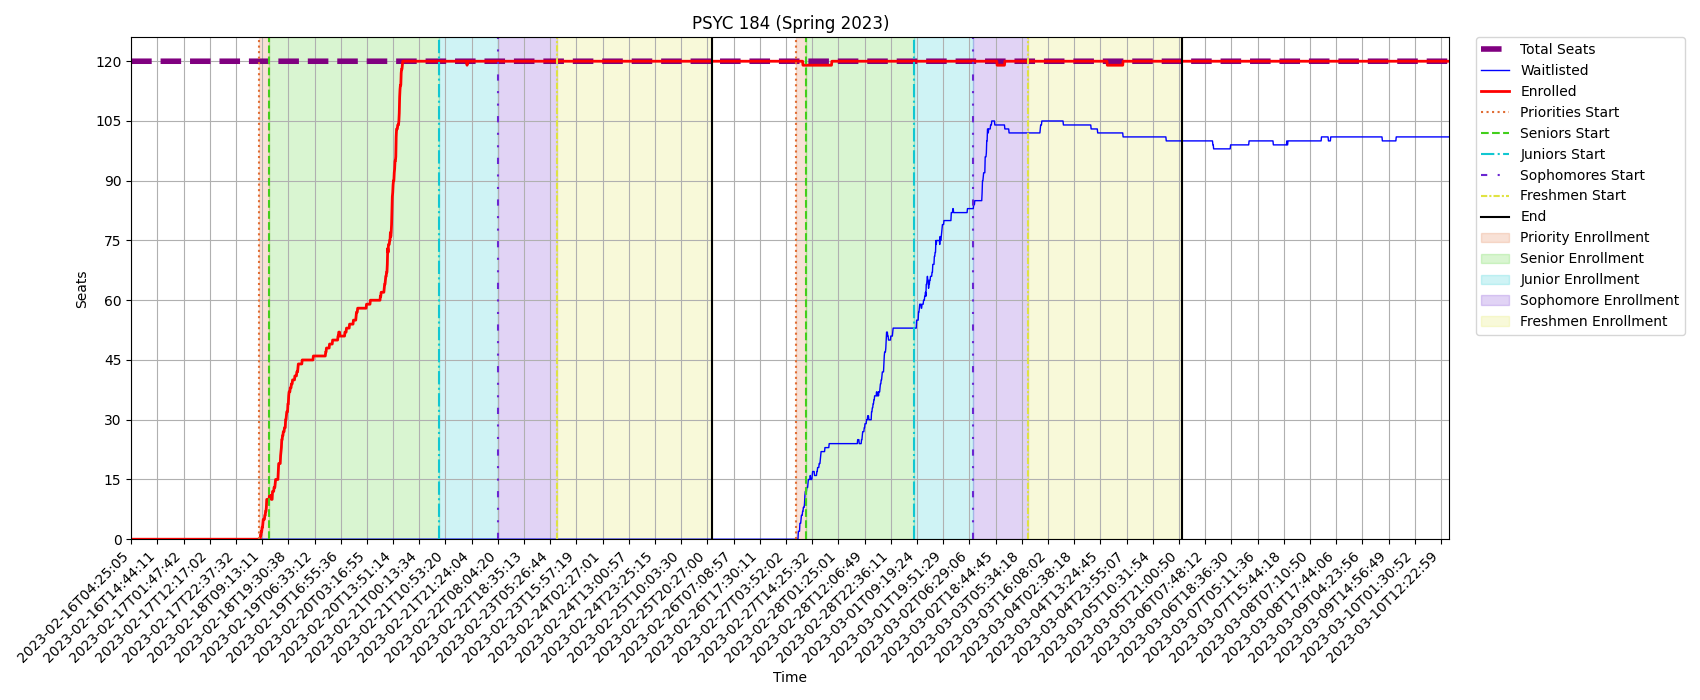 PSYC 184 (Spring 2023)
Seats
120
105
90
75
60
45
30
15
0
2023-02-16T04:25:05
2023-02-16T14:44:11
2023-02-17T01:47:42
2023-02-17T12:17:02
2023-02-17T22:37:32
2023-02-18T09:13:11
2023-02-18T19:30:38
2023-02-19T06:33:12
2023-02-19T16:55:36
2023-02-20T03:16:55
2023-02-20T13:51:14
2023-02-21T00:13:34
2023-02-21T10:53:20
2023-02-21T21:24:04
2023-02-22T08:04:20
2023-02-22T18:35:13
2023-02-23T05:26:44
2023-02-23T15:57:19
2023-02-24T02:27:01
2023-02-24T13:00:57
2023-02-24T23:25:15
2023-02-25T10:03:30
2023-02-25T20:27:00
2023-02-26T07:08:57
2023-02-26T17:30:11
2023-02-27T03:52:02
2023-02-27T14:25:32
2023-02-28T01:25:01
2023-02-28T12:06:49
2023-02-28T22:36:11
2023-03-01T09:19:24
2023-03-01T19:51:29
2023-03-02T06:29:06
2023-03-02T18:44:45
2023-03-03T05:34:18
2023-03-03T16:08:02
2023-03-04T02:38:18
2023-03-04T13:24:45
2023-03-04T23:55:07
2023-03-05T10:31:54
2023-03-05T21:00:50
2023-03-06T07:48:12
2023-03-06T18:36:30
2023-03-07T05:11:36
2023-03-07T15:44:18
2023-03-08T07:10:50
2023-03-08T17:44:06
2023-03-09T04:23:56
2023-03-09T14:56:49
2023-03-10T01:30:52
2023-03-10T12:22:59
Time
Total Seats
Waitlisted
Enrolled
Priorities Start
Seniors Start
Juniors Start
Sophomores Start
Freshmen Start
End
Priority Enrollment
Senior Enrollment
Junior Enrollment
Sophomore Enrollment
Freshmen Enrollment